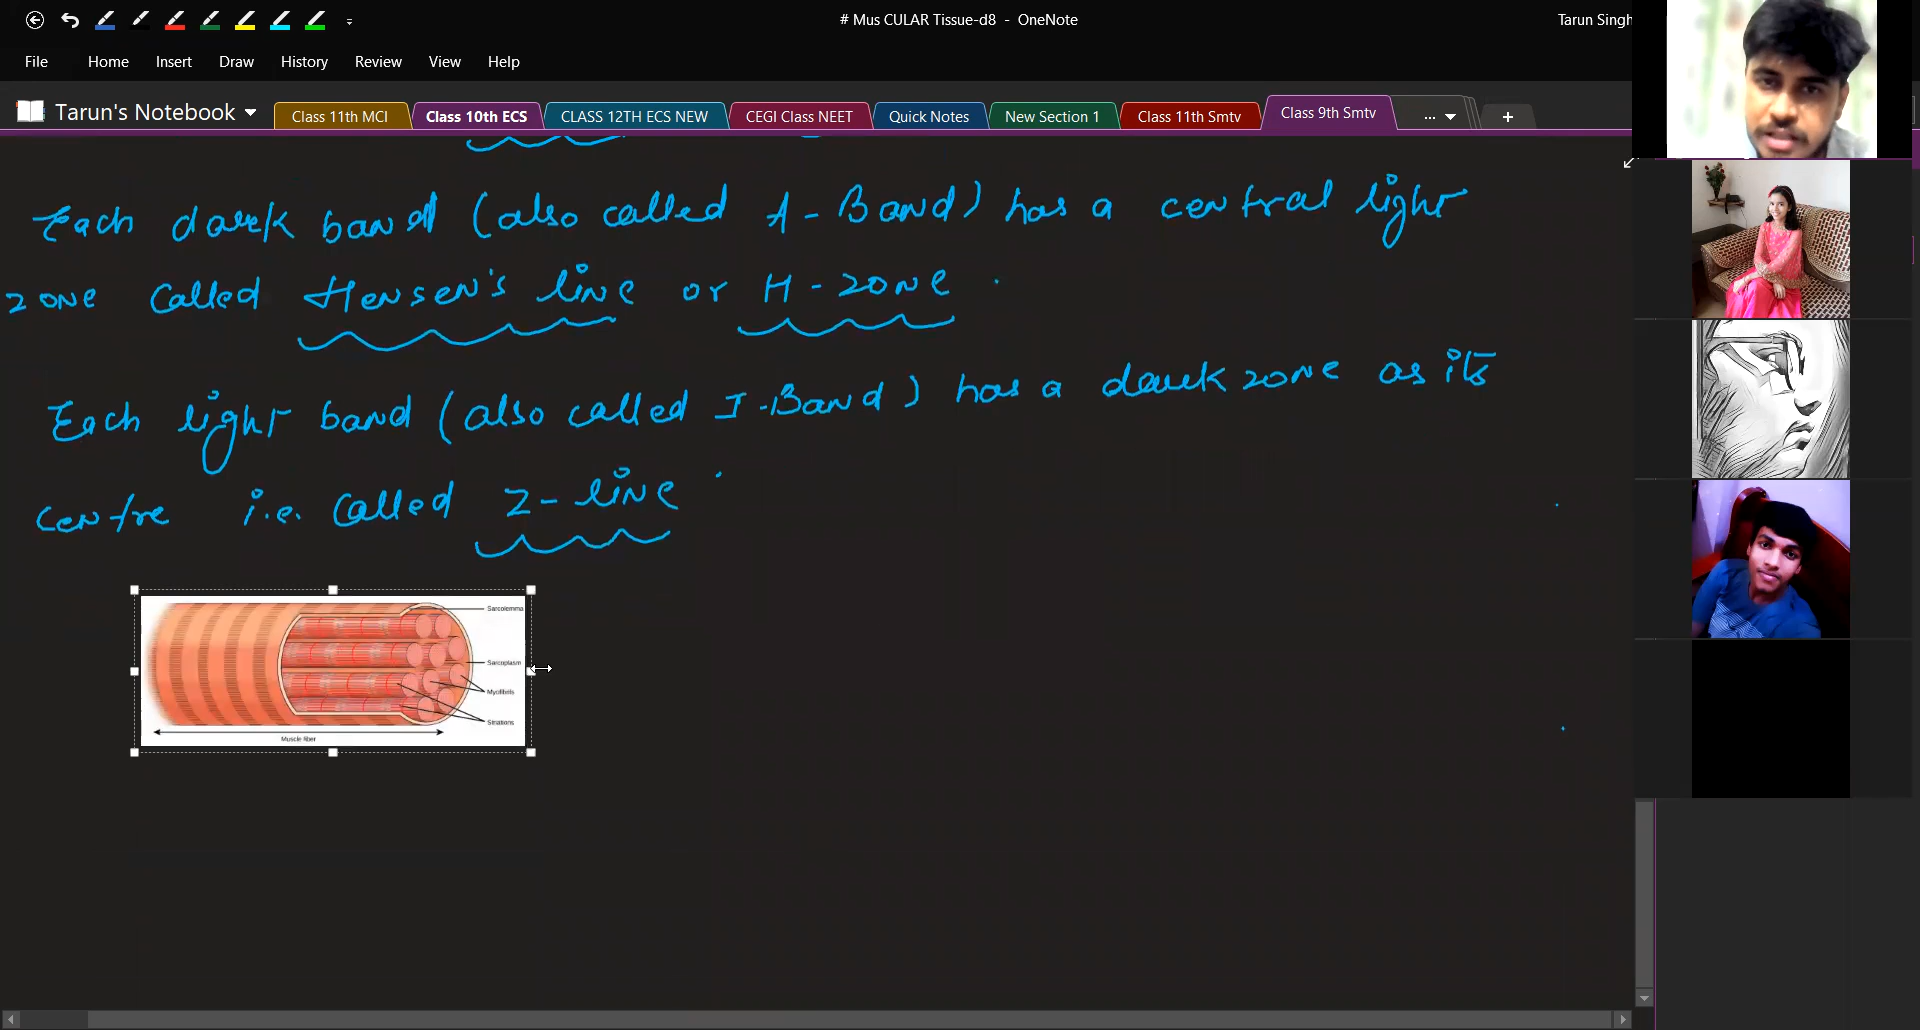 # Mus CULAR Tissue-d8 - OneNote
Tarun Singh
File Home Insert Draw History Review View Help
Tarun's Notebook
Class 11th MCI
Class 10th ECS
CLASS 12TH ECS NEW
CEGI Class NEET
Quick Notes
New Section 1
Class 11th Smtv
Class 9th Smtv
...
+
Each dark band (also called A-Band) has a central light
zone called Hensen's line or H-zone.
Each light band (also called I-Band) has a dark zone as its
centre i.e. called Z-line.
Sarcolemma
Sarcoplasm
Myofibrils
Striations
Muscle fiber